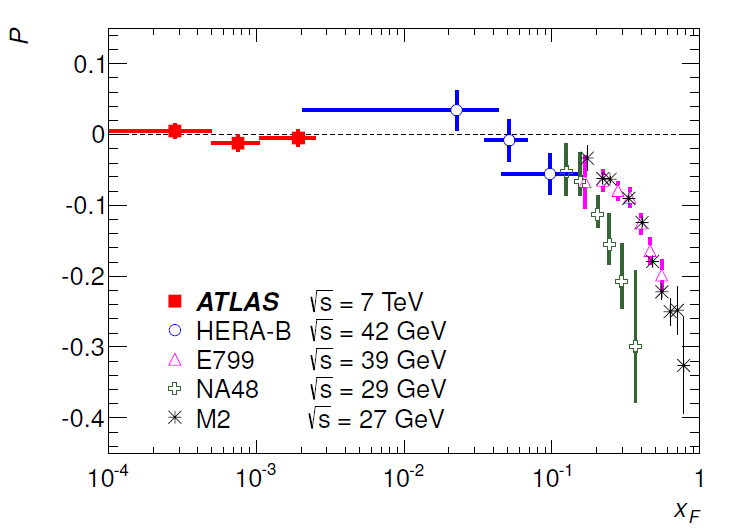 P
0.1
0
-0.1
-0.2
-0.3
-0.4
ATLAS √s = 7 TeV
HERA-B √s = 42 GeV
E799 √s = 39 GeV
NA48 √s = 29 GeV
M2 √s = 27 GeV
10⁻⁴ 10⁻³ 10⁻² 10⁻¹ 1
x_F